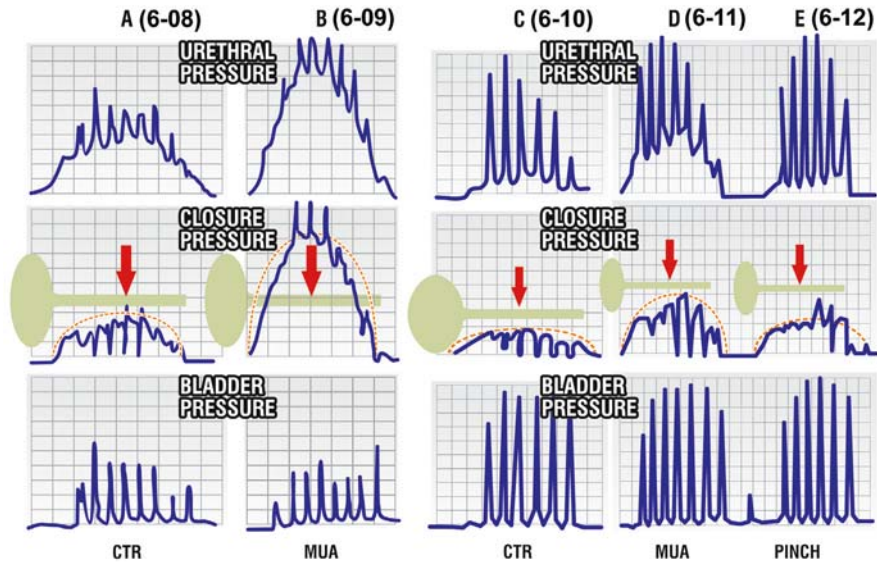 A (6-08)
B (6-09)
C (6-10)
D (6-11)
E (6-12)
URETHRAL
PRESSURE
URETHRAL
PRESSURE
CLOSURE
PRESSURE
CLOSURE
PRESSURE
BLADDER
PRESSURE
BLADDER
PRESSURE
CTR
MUA
CTR
MUA
PINCH